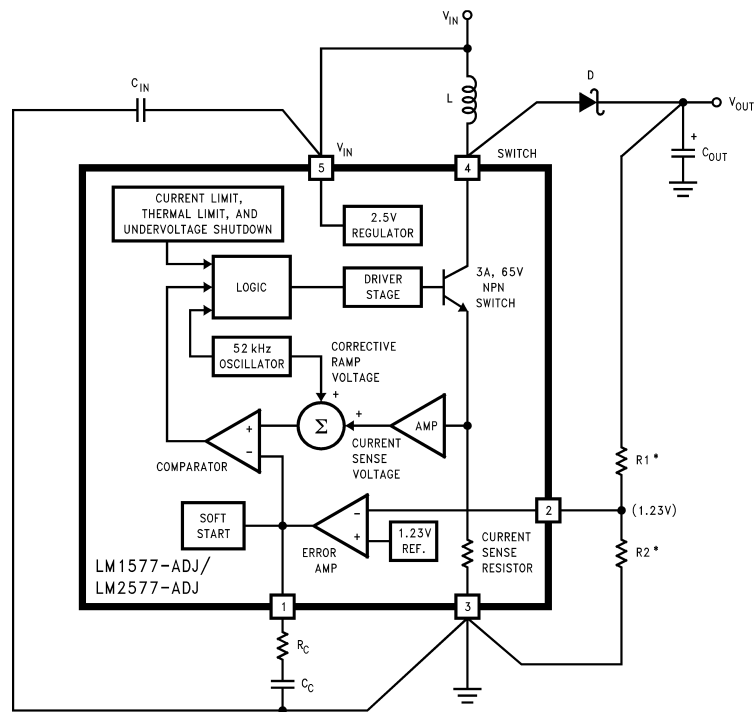 V_IN
C_IN
L
D
V_OUT
+
C_OUT
V_IN
SWITCH
5
4
CURRENT LIMIT,
THERMAL LIMIT, AND
UNDERVOLTAGE SHUTDOWN
2.5V
REGULATOR
LOGIC
DRIVER
STAGE
3A, 65V
NPN
SWITCH
52 kHz
OSCILLATOR
CORRECTIVE
RAMP
VOLTAGE
+
Σ
+
AMP
+
-
COMPARATOR
CURRENT
SENSE
VOLTAGE
R1*
2
(1.23V)
SOFT
START
-
+
ERROR
AMP
1.23V
REF.
CURRENT
SENSE
RESISTOR
R2*
LM1577-ADJ/
LM2577-ADJ
1
3
R_C
C_C